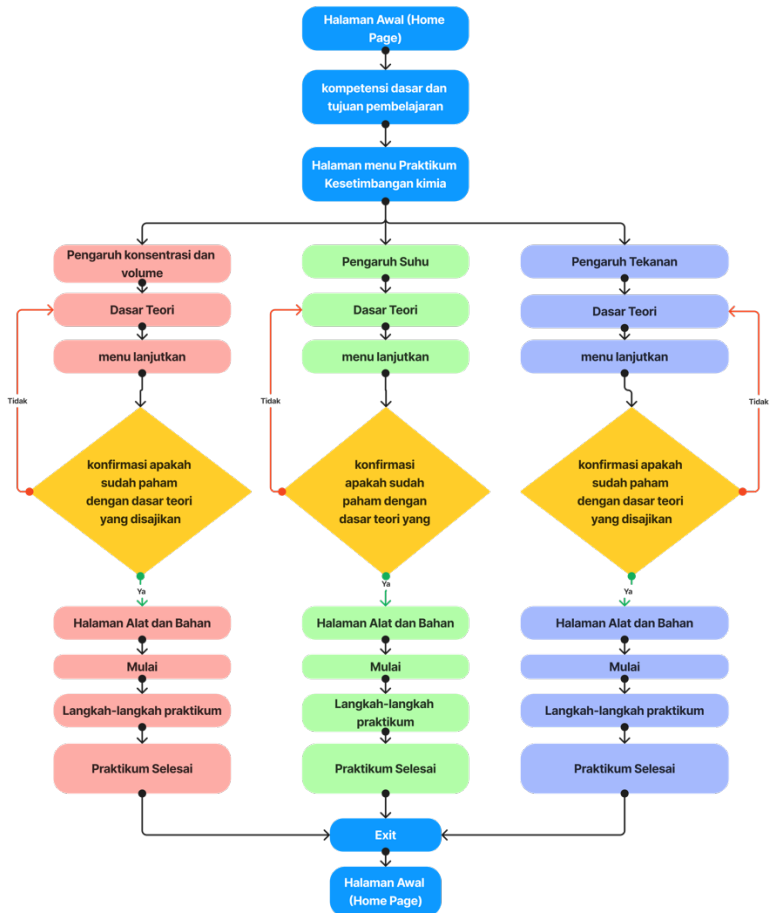 Halaman Awal (Home
Page)
kompetensi dasar dan
tujuan pembelajaran
Halaman menu Praktikum
Kesetimbangan kimia
Pengaruh konsentrasi dan
volume
Dasar Teori
menu lanjutkan
Tidak
konfirmasi apakah
sudah paham
dengan dasar teori
yang disajikan
Ya
Halaman Alat dan Bahan
Mulai
Langkah-langkah praktikum
Praktikum Selesai
Pengaruh Suhu
Dasar Teori
menu lanjutkan
Tidak
konfirmasi
apakah sudah
paham dengan
dasar teori yang
Ya
Halaman Alat dan Bahan
Mulai
Langkah-langkah
praktikum
Praktikum Selesai
Pengaruh Tekanan
Dasar Teori
menu lanjutkan
Tidak
konfirmasi apakah
sudah paham
dengan dasar teori
yang disajikan
Ya
Halaman Alat dan Bahan
Mulai
Langkah-langkah praktikum
Praktikum Selesai
Exit
Halaman Awal
(Home Page)